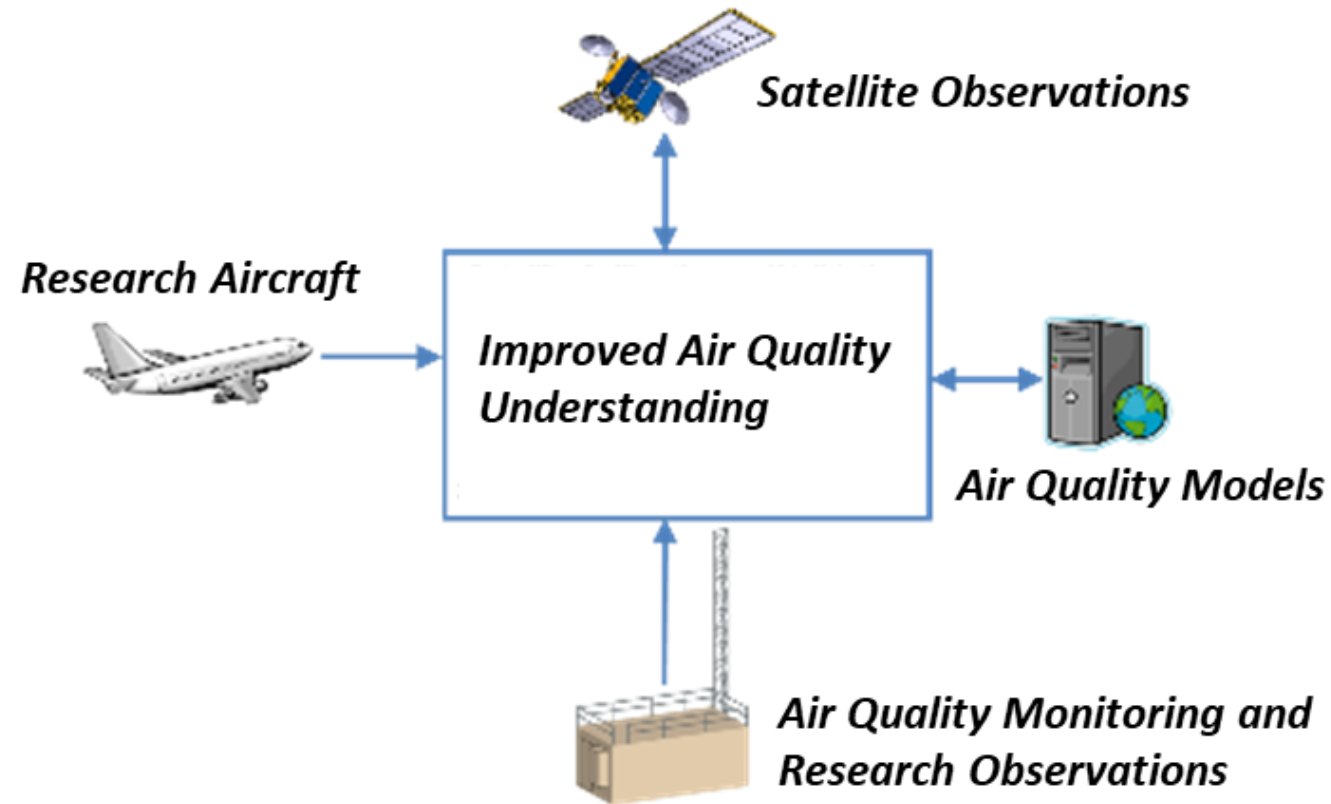 Satellite Observations
Research Aircraft
Improved Air Quality
Understanding
Air Quality Models
Air Quality Monitoring and
Research Observations